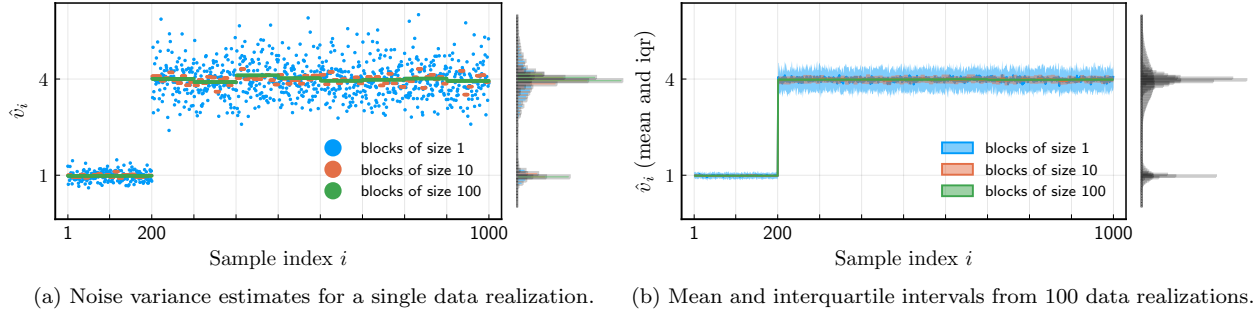 4
1
v̂ᵢ
blocks of size 1
blocks of size 10
blocks of size 100
1 200 1000
Sample index i
(a) Noise variance estimates for a single data realization.
4
1
v̂ᵢ (mean and iqr)
blocks of size 1
blocks of size 10
blocks of size 100
1 200 1000
Sample index i
(b) Mean and interquartile intervals from 100 data realizations.